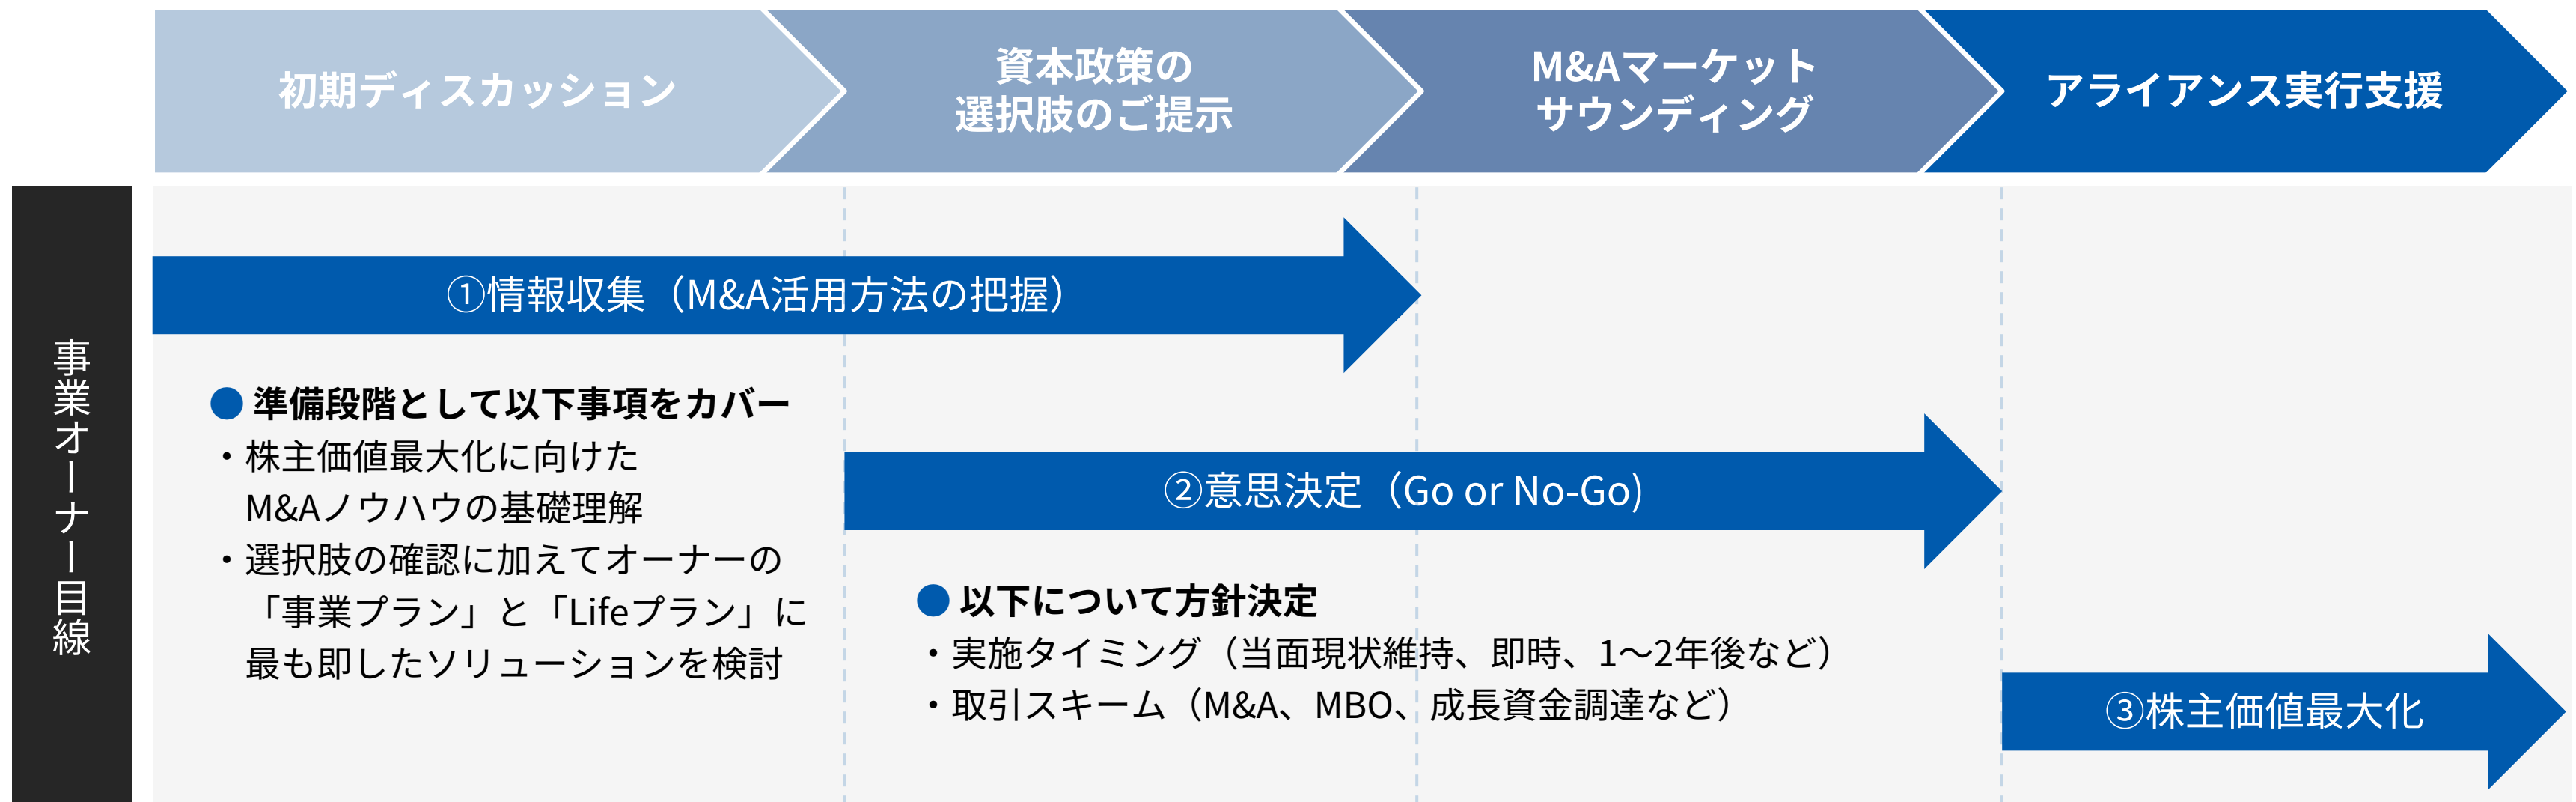 初期ディスカッション
資本政策の
選択肢のご提示
M&Aマーケット
サウンディング
アライアンス実行支援
事業オーナー目線
①情報収集（M&A活用方法の把握）
●準備段階として以下事項をカバー
・株主価値最大化に向けた
M&Aノウハウの基礎理解
・選択肢の確認に加えてオーナーの
「事業プラン」と「Lifeプラン」に
最も即したソリューションを検討
②意思決定（Go or No-Go)
●以下について方針決定
・実施タイミング（当面現状維持、即時、1～2年後など）
・取引スキーム（M&A、MBO、成長資金調達など）
③株主価値最大化